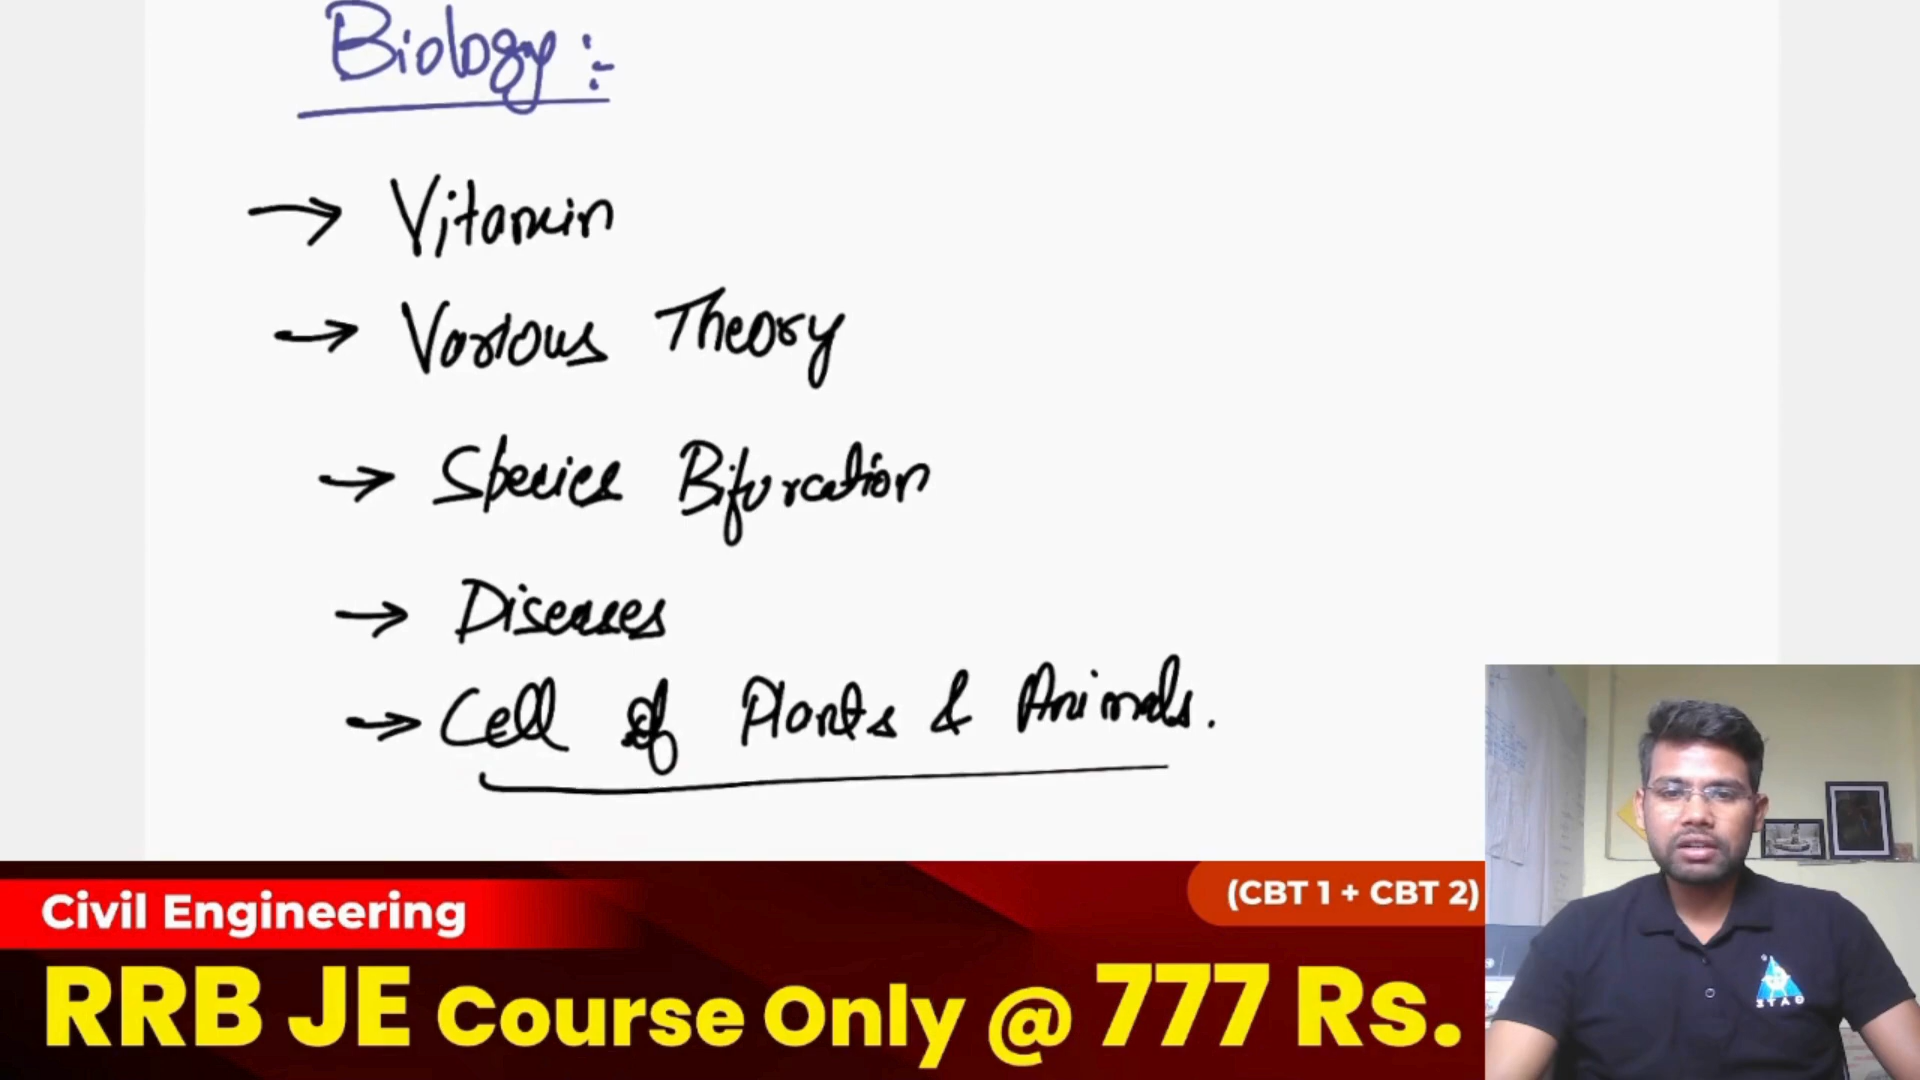 Biology :-
→ Vitamin
→ Various Theory
→ Species Bifurcation
→ Diseases
→ Cell of Plants & Animals.
Civil Engineering
(CBT 1 + CBT 2)
RRB JE Course Only @ 777 Rs.
STAG